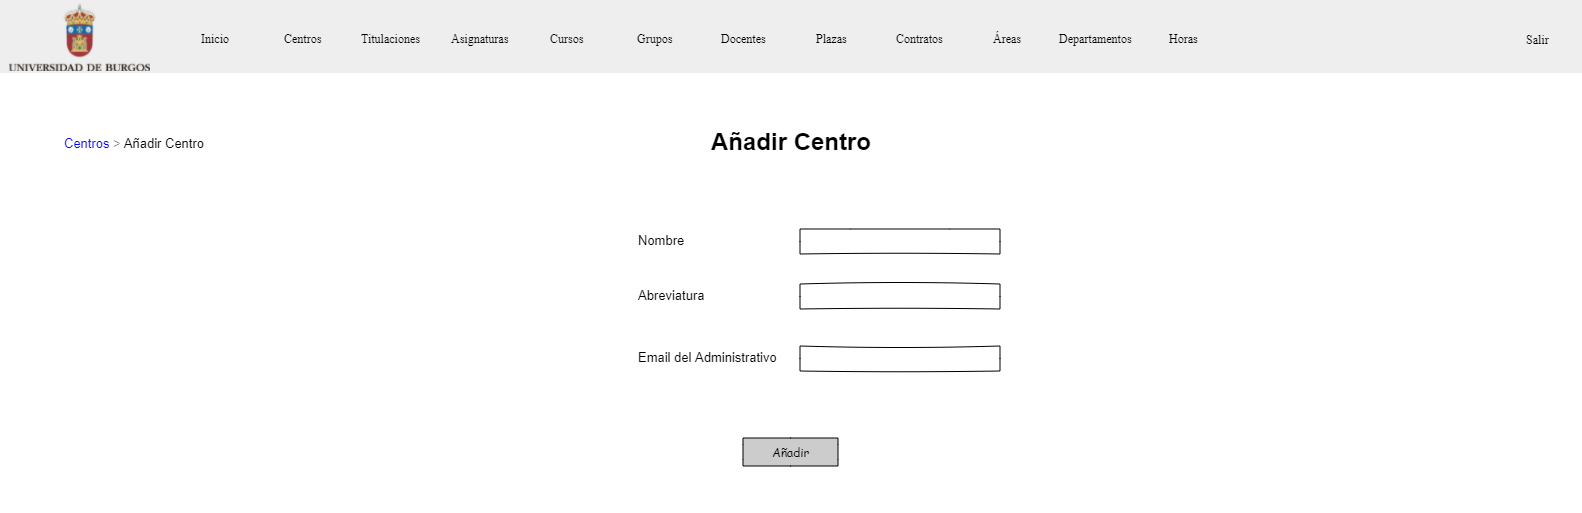 UNIVERSIDAD DE BURGOS
Inicio Centros Titulaciones Asignaturas Cursos Grupos Docentes Plazas Contratos Áreas Departamentos Horas Salir
Centros > Añadir Centro
Añadir Centro
Nombre
Abreviatura
Email del Administrativo
Añadir